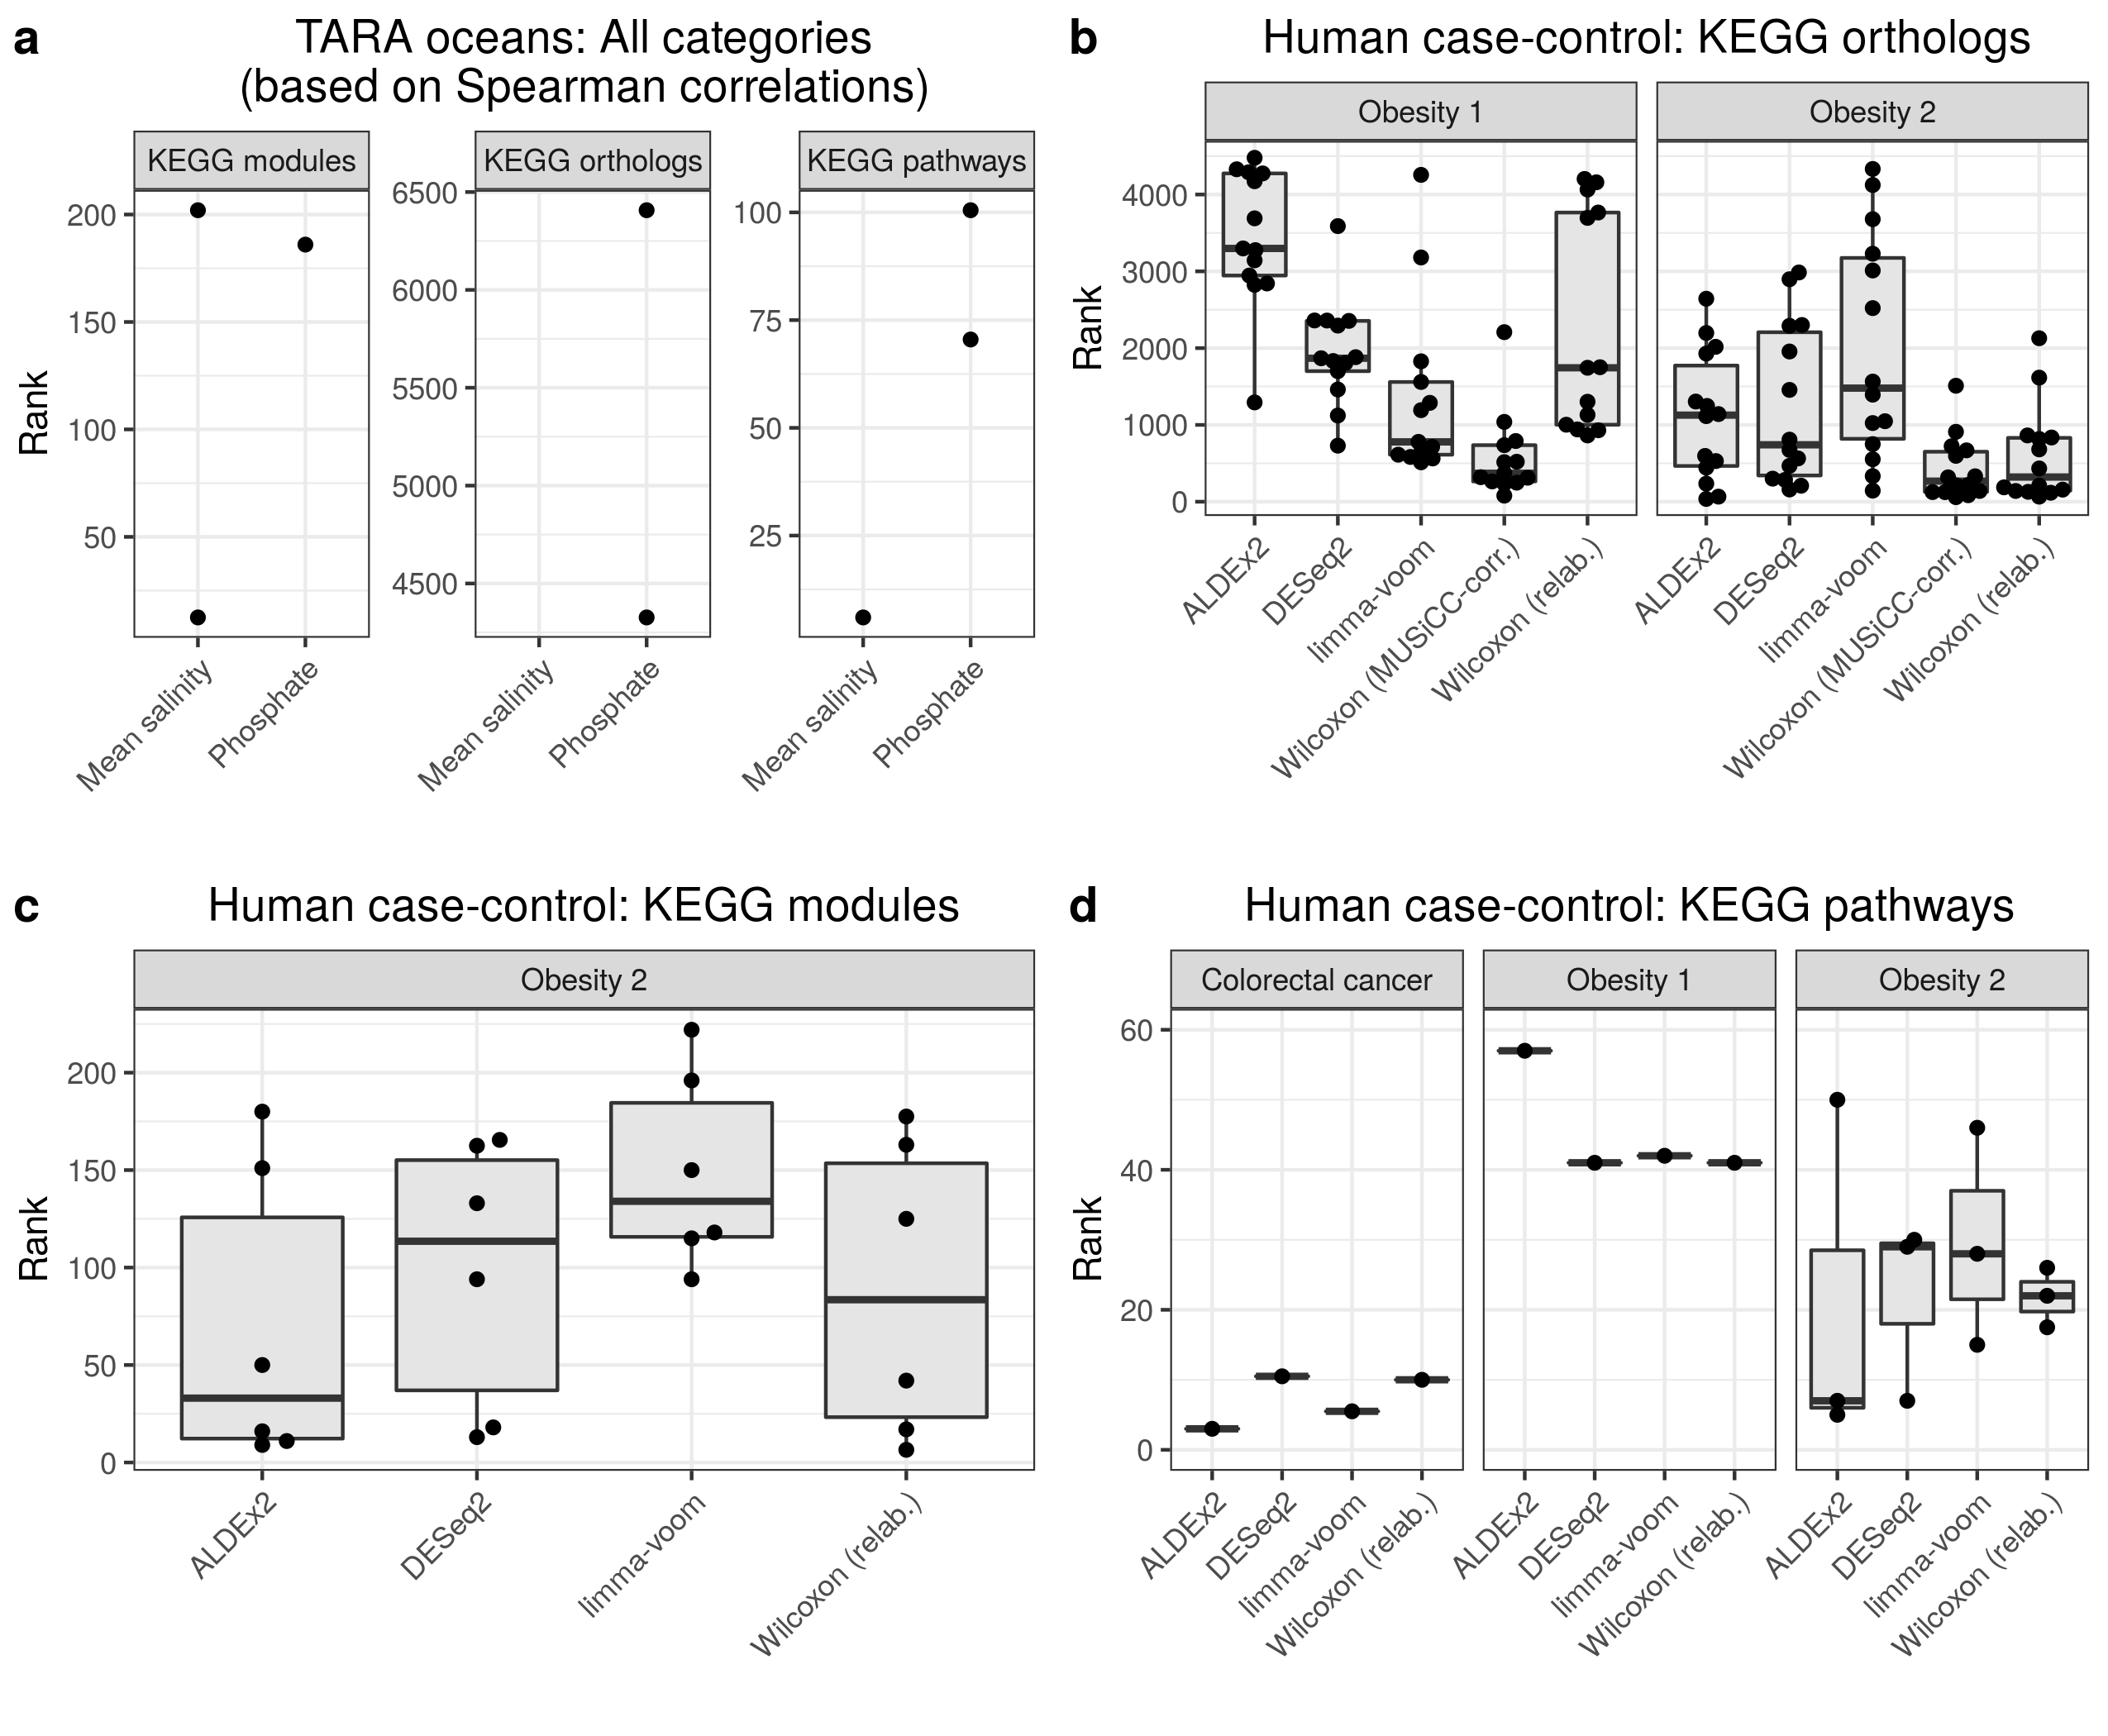 a
TARA oceans: All categories
(based on Spearman correlations)
KEGG modules
KEGG orthologs
KEGG pathways
Rank
200
150
100
50
6500
6000
5500
5000
4500
100
75
50
25
Mean salinity
Phosphate
Mean salinity
Phosphate
Mean salinity
Phosphate
b
Human case-control: KEGG orthologs
Obesity 1
Obesity 2
Rank
4000
3000
2000
1000
0
ALDEx2
DESeq2
limma-voom
Wilcoxon (MUSiCC-corr.)
Wilcoxon (relab.)
ALDEx2
DESeq2
limma-voom
Wilcoxon (MUSiCC-corr.)
Wilcoxon (relab.)
c
Human case-control: KEGG modules
Obesity 2
Rank
200
150
100
50
0
ALDEx2
DESeq2
limma-voom
Wilcoxon (relab.)
d
Human case-control: KEGG pathways
Colorectal cancer
Obesity 1
Obesity 2
Rank
60
40
20
0
ALDEx2
DESeq2
limma-voom
Wilcoxon (relab.)
ALDEx2
DESeq2
limma-voom
Wilcoxon (relab.)
ALDEx2
DESeq2
limma-voom
Wilcoxon (relab.)